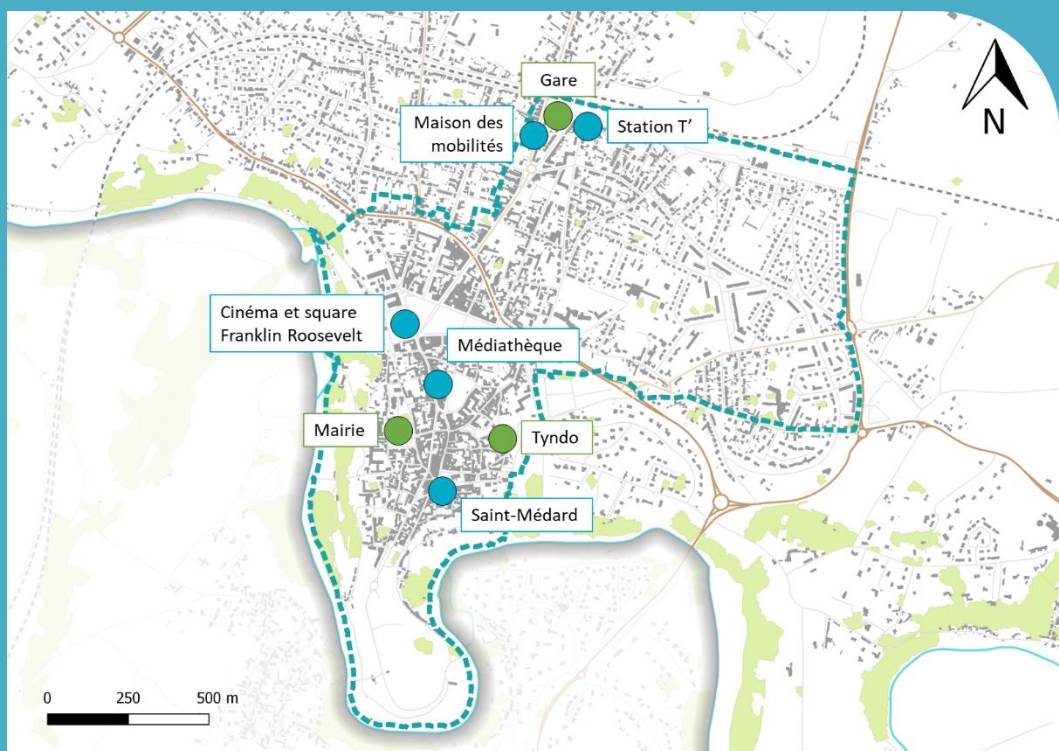 Gare
Maison des
mobilités
Station T’
N
Cinéma et square
Franklin Roosevelt
Médiathèque
Mairie
Tyndo
Saint-Médard
0 250 500 m